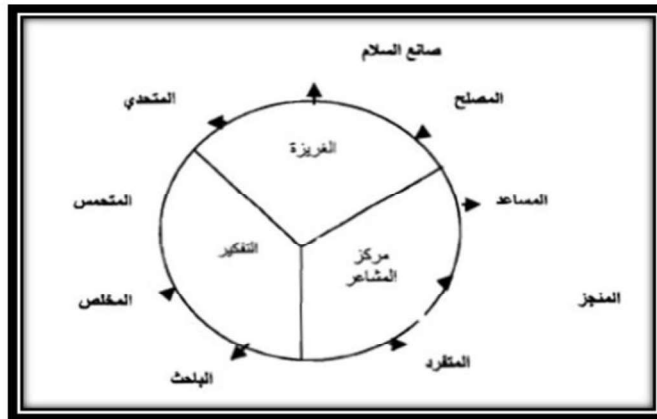 صانع السلام
المصلح
المتحدي
الغريزة
المساعد
المتحمس
مركز
المشاعر
التفكير
المنجز
المخلص
المتفرد
الباحث